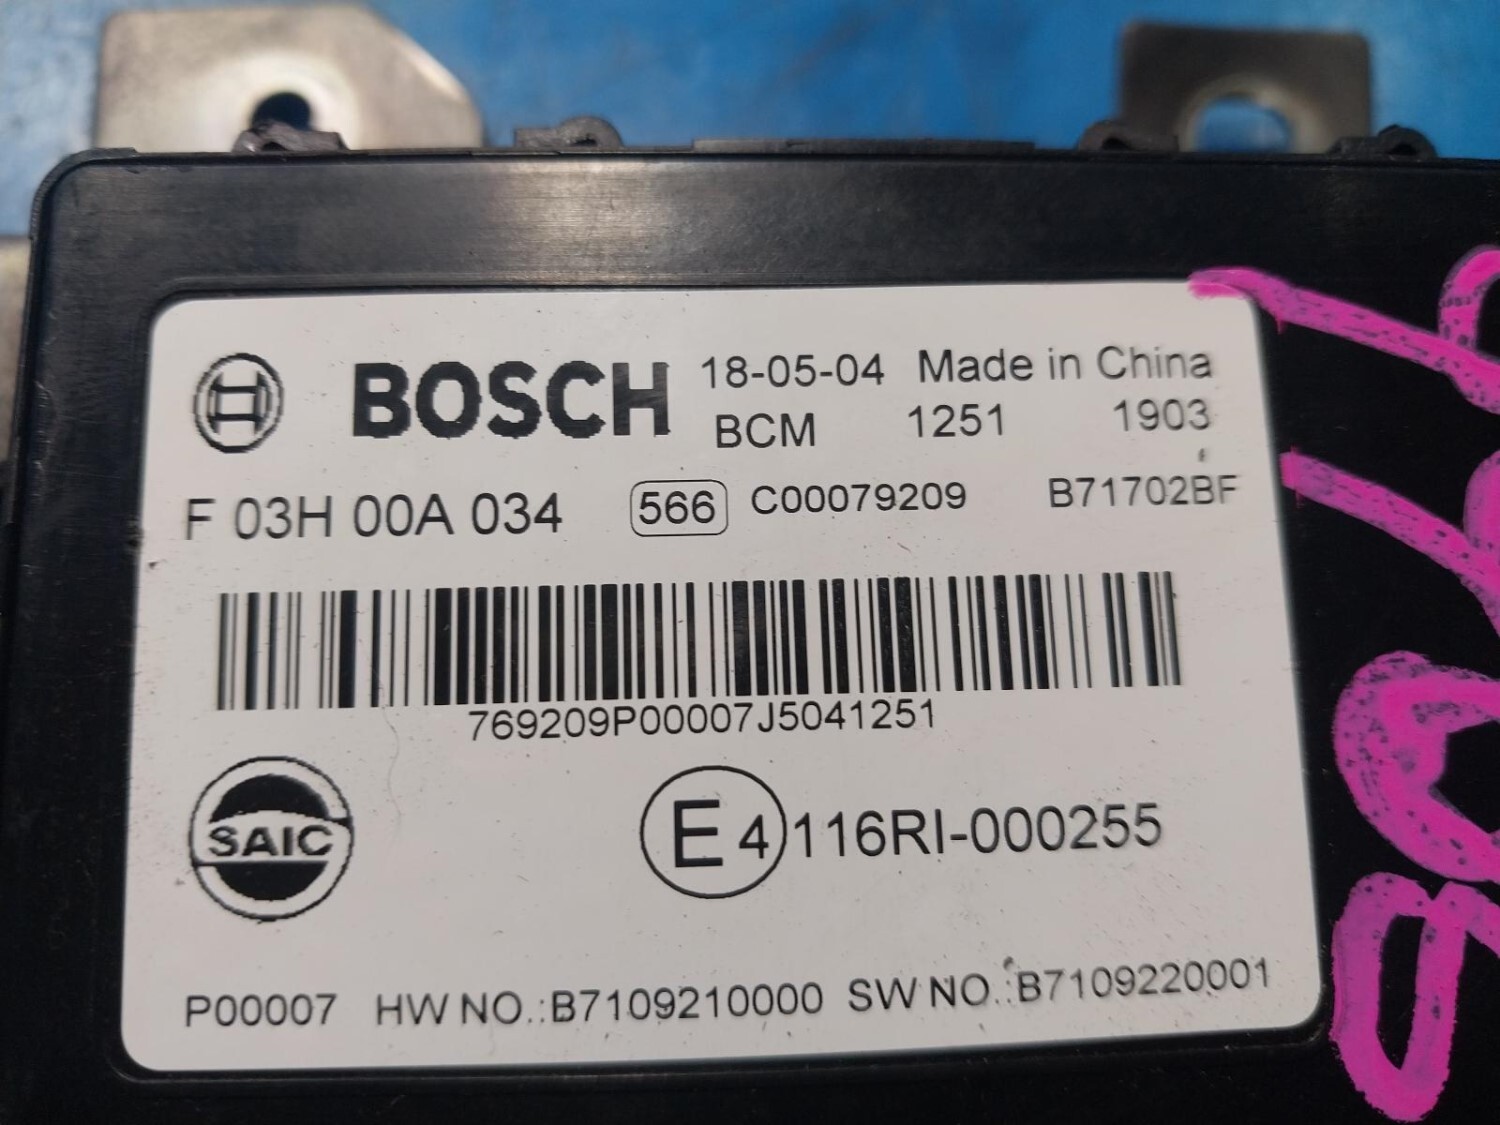 BOSCH 18-05-04 Made in China
BCM 1251 1903
F 03H 00A 034 566 C00079209 B71702BF
769209P00007J5041251
SAIC E4 116RI-000255
P00007 HW NO.:B7109210000 SW NO.:B7109220001